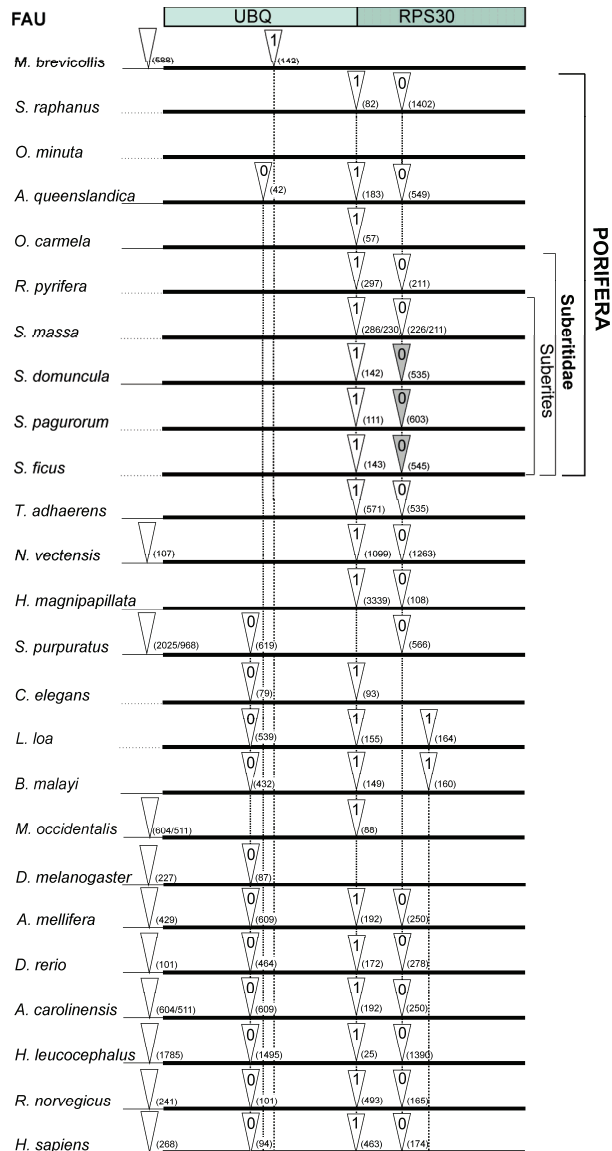 FAU UBQ RPS30
1
M. brevicollis (588) (142)
1 0
S. raphanus (82) (1402)
O. minuta
0 1 0
A. queenslandica (42) (183) (549)
1
O. carmela (57)
1 0
R. pyrifera (297) (211)
1 0
S. massa (286/230) (226/211)
1 0
S. domuncula (142) (535)
1 0
S. pagurorum (111) (603)
1 0
S. ficus (143) (545)
PORIFERA
Suberitidae
Suberites
1 0
T. adhaerens (571) (535)
1 0
N. vectensis (107) (1099) (1263)
1 0
H. magnipapillata (3339) (108)
0 0
S. purpuratus (2025/968) (619) (566)
0 1
C. elegans (79) (93)
0 1 1
L. loa (539) (155) (164)
0 1 1
B. malayi (432) (149) (160)
1
M. occidentalis (604/511) (88)
0
D. melanogaster (227) (87)
0 1 0
A. mellifera (429) (609) (192) (250)
0 1 0
D. rerio (101) (464) (172) (278)
0 1 0
A. carolinensis (604/511) (609) (192) (250)
0 1 0
H. leucocephalus (1785) (1495) (25) (1390)
0 1 0
R. norvegicus (241) (101) (493) (165)
0 1 0
H. sapiens (268) (94) (463) (174)